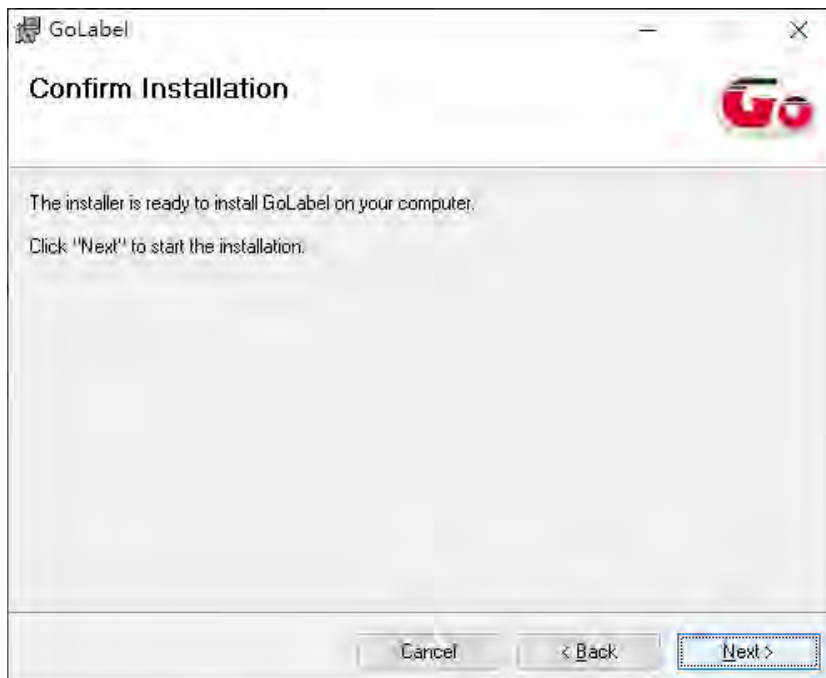 GoLabel
Confirm Installation
Go
The installer is ready to install GoLabel on your computer.
Click "Next" to start the installation.
Cancel
< Back
Next >